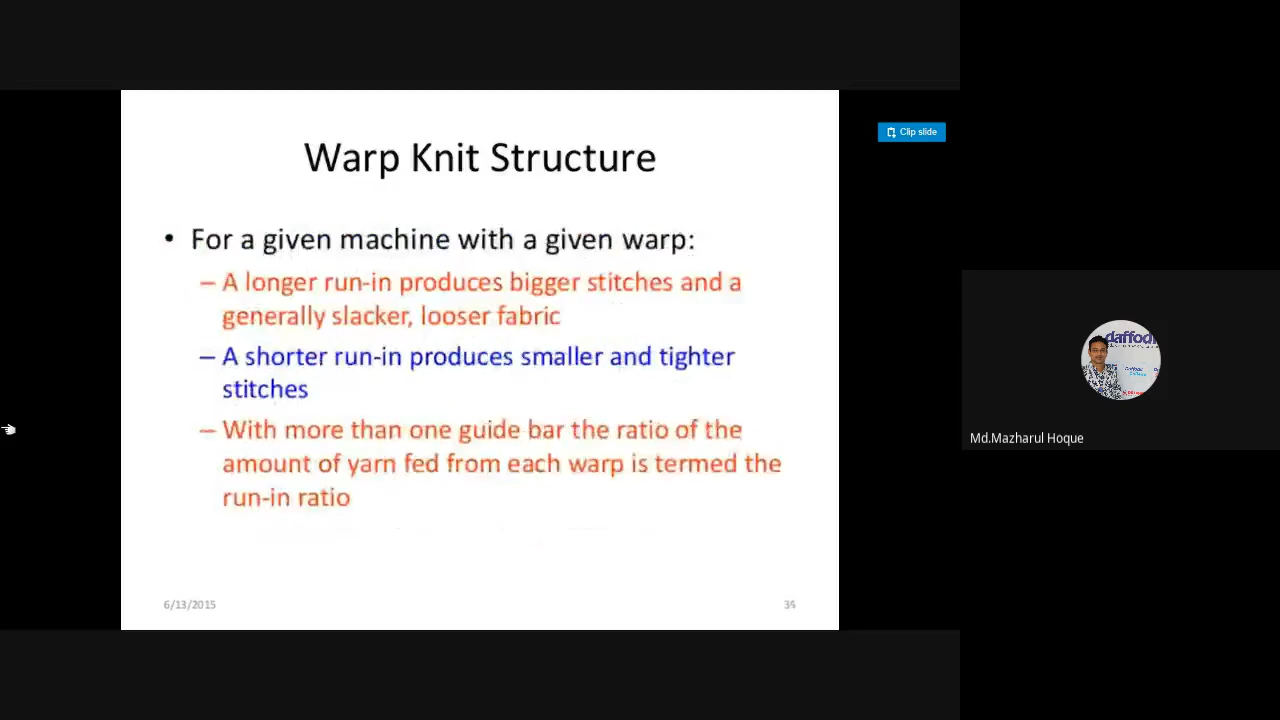 Clip slide
Warp Knit Structure
• For a given machine with a given warp:
– A longer run-in produces bigger stitches and a
generally slacker, looser fabric
– A shorter run-in produces smaller and tighter
stitches
– With more than one guide bar the ratio of the
amount of yarn fed from each warp is termed the
run-in ratio
6/13/2015
daffodi
Md.Mazharul Hoque